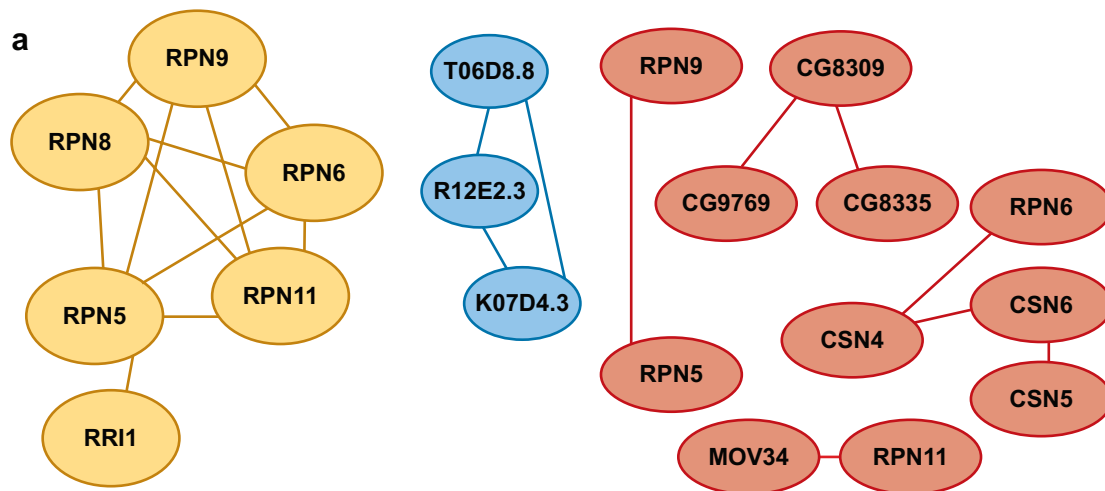 a
RPN9
RPN8
RPN6
RPN5
RPN11
RRI1
T06D8.8
R12E2.3
K07D4.3
RPN9
CG8309
CG9769
CG8335
RPN6
CSN6
CSN4
RPN5
CSN5
MOV34
RPN11